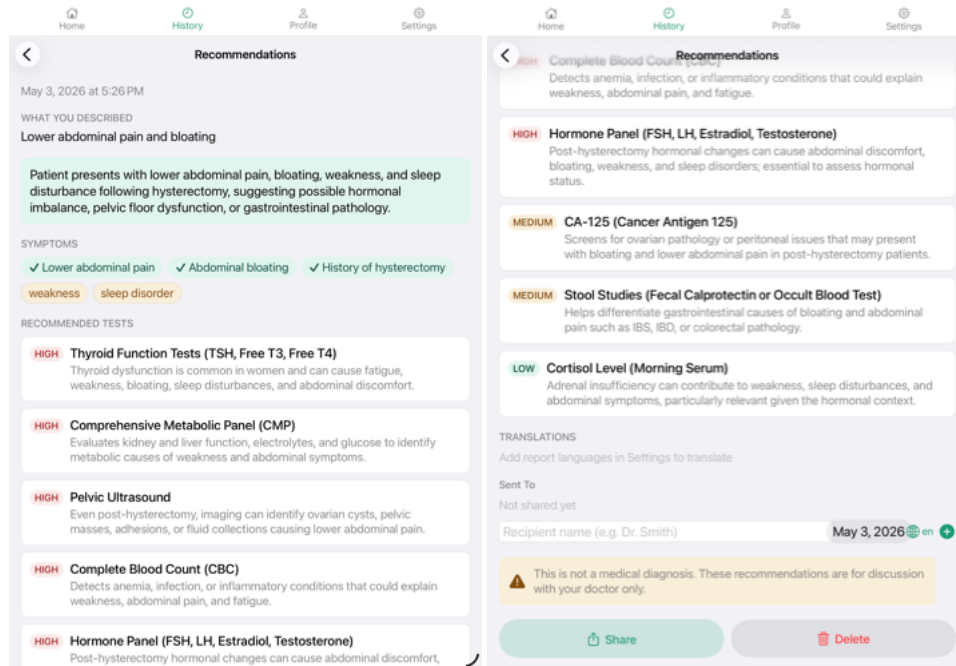 Home History Profile Settings
Recommendations
May 3, 2026 at 5:26 PM
WHAT YOU DESCRIBED
Lower abdominal pain and bloating
Patient presents with lower abdominal pain, bloating, weakness, and sleep
disturbance following hysterectomy, suggesting possible hormonal
imbalance, pelvic floor dysfunction, or gastrointestinal pathology.
SYMPTOMS
✓ Lower abdominal pain ✓ Abdominal bloating ✓ History of hysterectomy
weakness sleep disorder
RECOMMENDED TESTS
HIGH Thyroid Function Tests (TSH, Free T3, Free T4)
Thyroid dysfunction is common in women and can cause fatigue,
weakness, bloating, sleep disturbances, and abdominal discomfort.
HIGH Comprehensive Metabolic Panel (CMP)
Evaluates kidney and liver function, electrolytes, and glucose to identify
metabolic causes of weakness and abdominal symptoms.
HIGH Pelvic Ultrasound
Even post-hysterectomy, imaging can identify ovarian cysts, pelvic
masses, adhesions, or fluid collections causing lower abdominal pain.
HIGH Complete Blood Count (CBC)
Detects anemia, infection, or inflammatory conditions that could explain
weakness, abdominal pain, and fatigue.
HIGH Hormone Panel (FSH, LH, Estradiol, Testosterone)
Post-hysterectomy hormonal changes can cause abdominal discomfort,
Home History Profile Settings
Recommendations
HIGH Complete Blood Count (CBC)
Detects anemia, infection, or inflammatory conditions that could explain
weakness, abdominal pain, and fatigue.
HIGH Hormone Panel (FSH, LH, Estradiol, Testosterone)
Post-hysterectomy hormonal changes can cause abdominal discomfort,
bloating, weakness, and sleep disorders; essential to assess hormonal
status.
MEDIUM CA-125 (Cancer Antigen 125)
Screens for ovarian pathology or peritoneal issues that may present
with bloating and lower abdominal pain in post-hysterectomy patients.
MEDIUM Stool Studies (Fecal Calprotectin or Occult Blood Test)
Helps differentiate gastrointestinal causes of bloating and abdominal
pain such as IBS, IBD, or colorectal pathology.
LOW Cortisol Level (Morning Serum)
Adrenal insufficiency can contribute to weakness, sleep disturbances, and
abdominal symptoms, particularly relevant given the hormonal context.
TRANSLATIONS
Add report languages in Settings to translate
Sent To
Not shared yet
Recipient name (e.g. Dr. Smith) May 3, 2026 en
This is not a medical diagnosis. These recommendations are for discussion
with your doctor only.
Share Delete